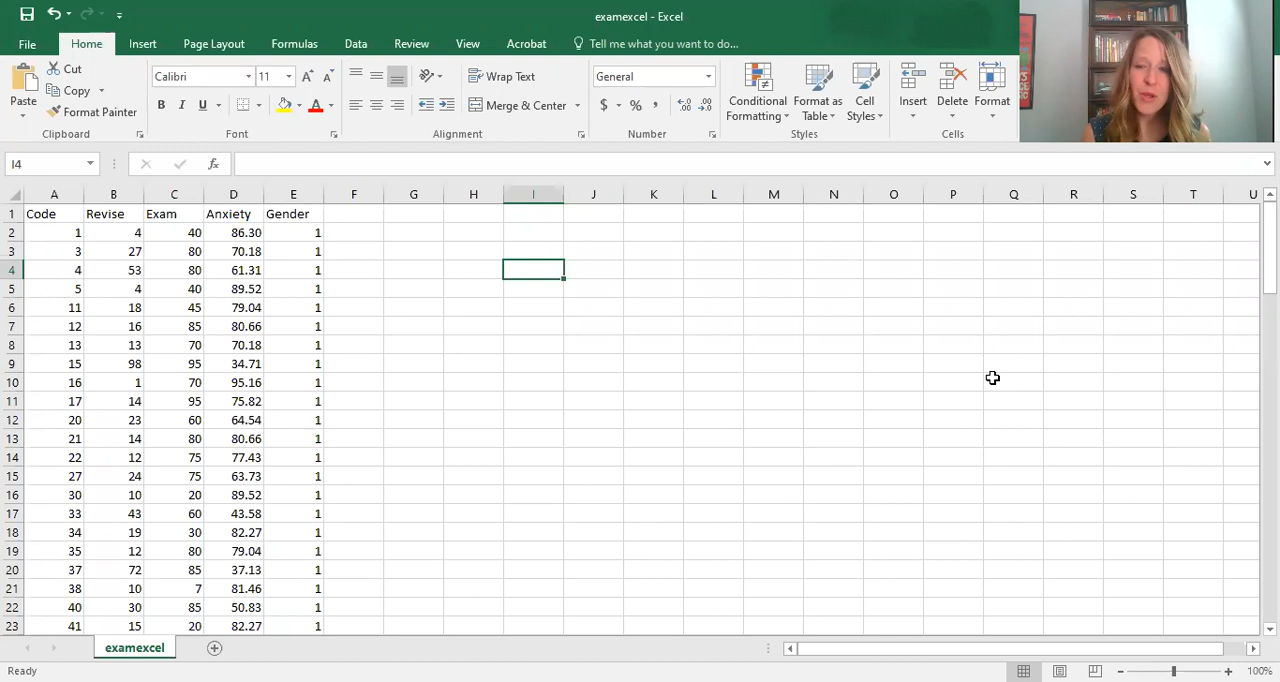 examexcel - Excel
File Home Insert Page Layout Formulas Data Review View Acrobat Tell me what you want to do...
Paste Cut Copy Format Painter
Calibri 11 A A
B I U A
Wrap Text
Merge & Center
General
$ % , .00 .0
Conditional Formatting Format as Table Cell Styles Insert Delete Format
Clipboard Font Alignment Number Styles Cells
I4 fx
A B C D E F G H I J K L M N O P Q R S T U
1 Code Revise Exam Anxiety Gender
2 1 4 40 86.30 1
3 3 27 80 70.18 1
4 4 53 80 61.31 1
5 5 4 40 89.52 1
6 11 18 45 79.04 1
7 12 16 85 80.66 1
8 13 13 70 70.18 1
9 15 98 95 34.71 1
10 16 1 70 95.16 1
11 17 14 95 75.82 1
12 20 23 60 64.54 1
13 21 14 80 80.66 1
14 22 12 75 77.43 1
15 27 24 75 63.73 1
16 30 10 20 89.52 1
17 33 43 60 43.58 1
18 34 19 30 82.27 1
19 35 12 80 79.04 1
20 37 72 85 37.13 1
21 38 10 7 81.46 1
22 40 30 85 50.83 1
23 41 15 20 82.27 1
examexcel
Ready 100%